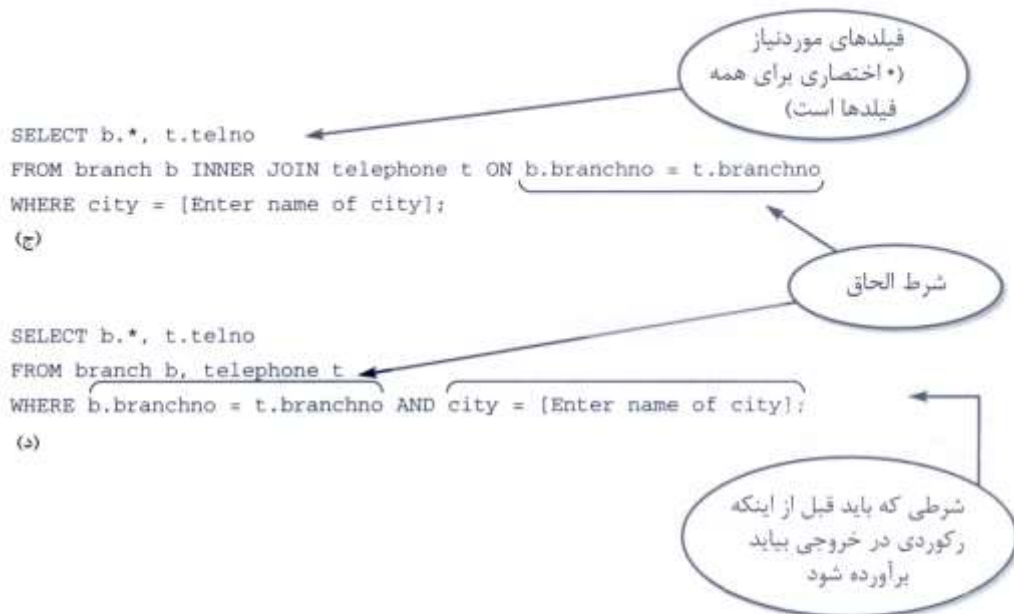 فیلدهای موردنیاز
(* اختصاری برای همه
فیلدها است)
SELECT b.*, t.telno
FROM branch b INNER JOIN telephone t ON b.branchno = t.branchno
WHERE city = [Enter name of city];
(ج)
شرط الحاق
SELECT b.*, t.telno
FROM branch b, telephone t
WHERE b.branchno = t.branchno AND city = [Enter name of city];
(د)
شرطی که باید قبل از اینکه
رکوردی در خروجی بیاید
برآورده شود